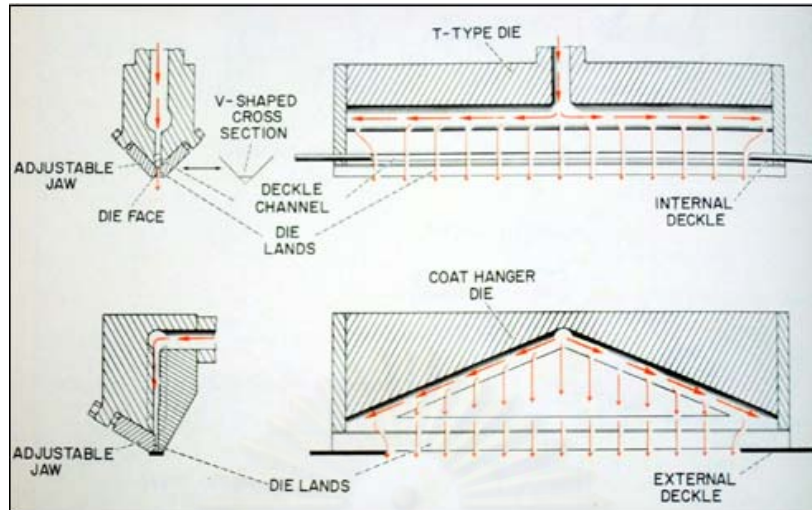 T-TYPE DIE
V-SHAPED
CROSS
SECTION
ADJUSTABLE
JAW
DECKLE
CHANNEL
DIE FACE
DIE
LANDS
INTERNAL
DECKLE
COAT HANGER
DIE
ADJUSTABLE
JAW
DIE LANDS
EXTERNAL
DECKLE